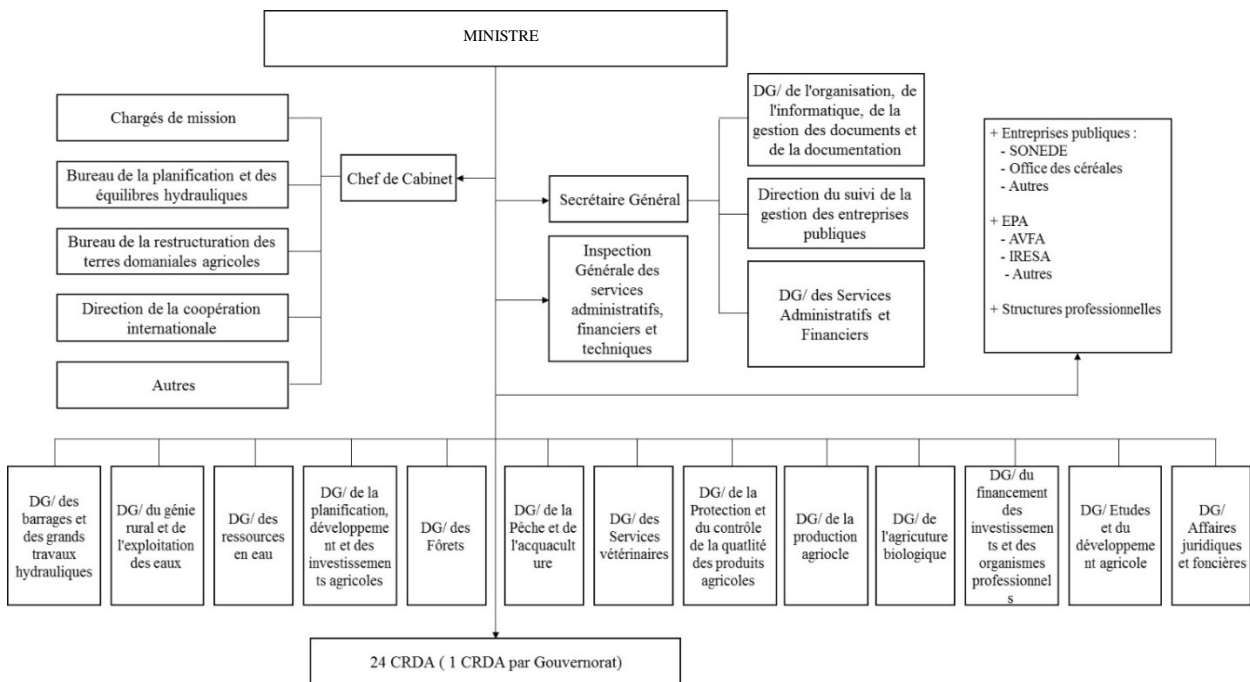 MINISTRE
Chargés de mission
Bureau de la planification et des
équilibres hydrauliques
Bureau de la restructuration des
terres domaniales agricoles
Direction de la coopération
internationale
Autres
Chef de Cabinet
Secrétaire Général
Inspection
Générale des
services
administratifs,
financiers et
techniques
DG/ de l'organisation, de
l'informatique, de la
gestion des documents et
de la documentation
Direction du suivi de la
gestion des entreprises
publiques
DG/ des Services
Administratifs et
Financiers
+ Entreprises publiques :
- SONEDE
- Office des céréales
- Autres
+ EPA
- AVFA
- IRESA
- Autres
+ Structures professionnelles
DG/ des
barrages et
des grands
travaux
hydrauliques
DG/ du génie
rural et de
l'exploitation
des eaux
DG/ des
ressources
en eau
DG/ de la
planification,
développeme
nt et des
investissemen
ts agricoles
DG/ des
Fôrets
DG/ de la
Pêche et de
l'acquacult
ure
DG/ des
Services
vétérinaires
DG/ de la
Protection et
du contrôle
de la quatlité
des produits
agricoles
DG/ de la
production
agriocle
DG/ de
l'agricuture
biologique
DG/ du
financement
des
investissemen
ts et des
organismes
professionnel
s
DG/ Etudes et
du
développeme
nt agricole
DG/
Affaires
juridiques
et foncières
24 CRDA ( 1 CRDA par Gouvernorat)